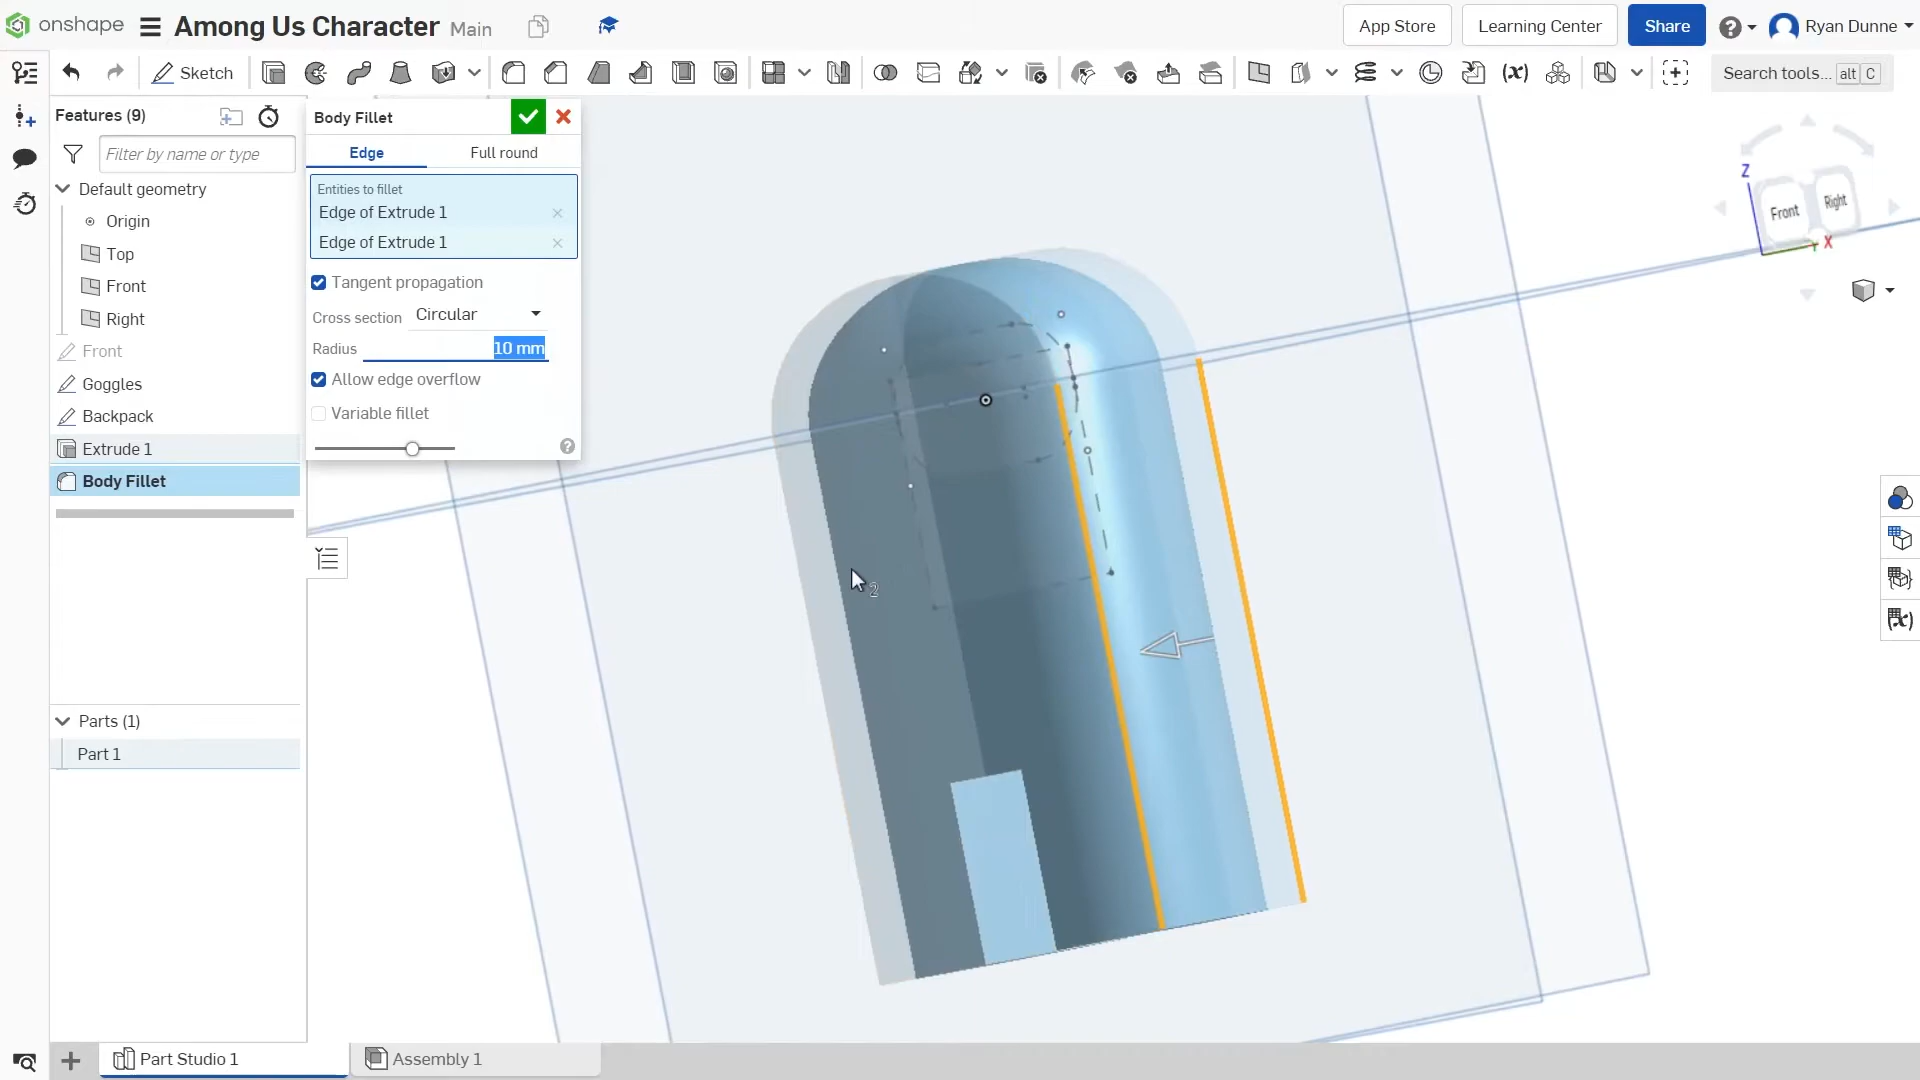 onshape
Among Us Character
Main
App Store
Learning Center
Share
Ryan Dunne
Sketch
Search tools...
alt
C
Features (9)
Filter by name or type
Default geometry
Origin
Top
Front
Right
Front
Goggles
Backpack
Extrude 1
Body Fillet
Parts (1)
Part 1
Body Fillet
Edge
Full round
Entities to fillet
Edge of Extrude 1
Edge of Extrude 1
Tangent propagation
Cross section
Circular
Radius
10 mm
Allow edge overflow
Variable fillet
2
Z
Front
Right
X
Part Studio 1
Assembly 1